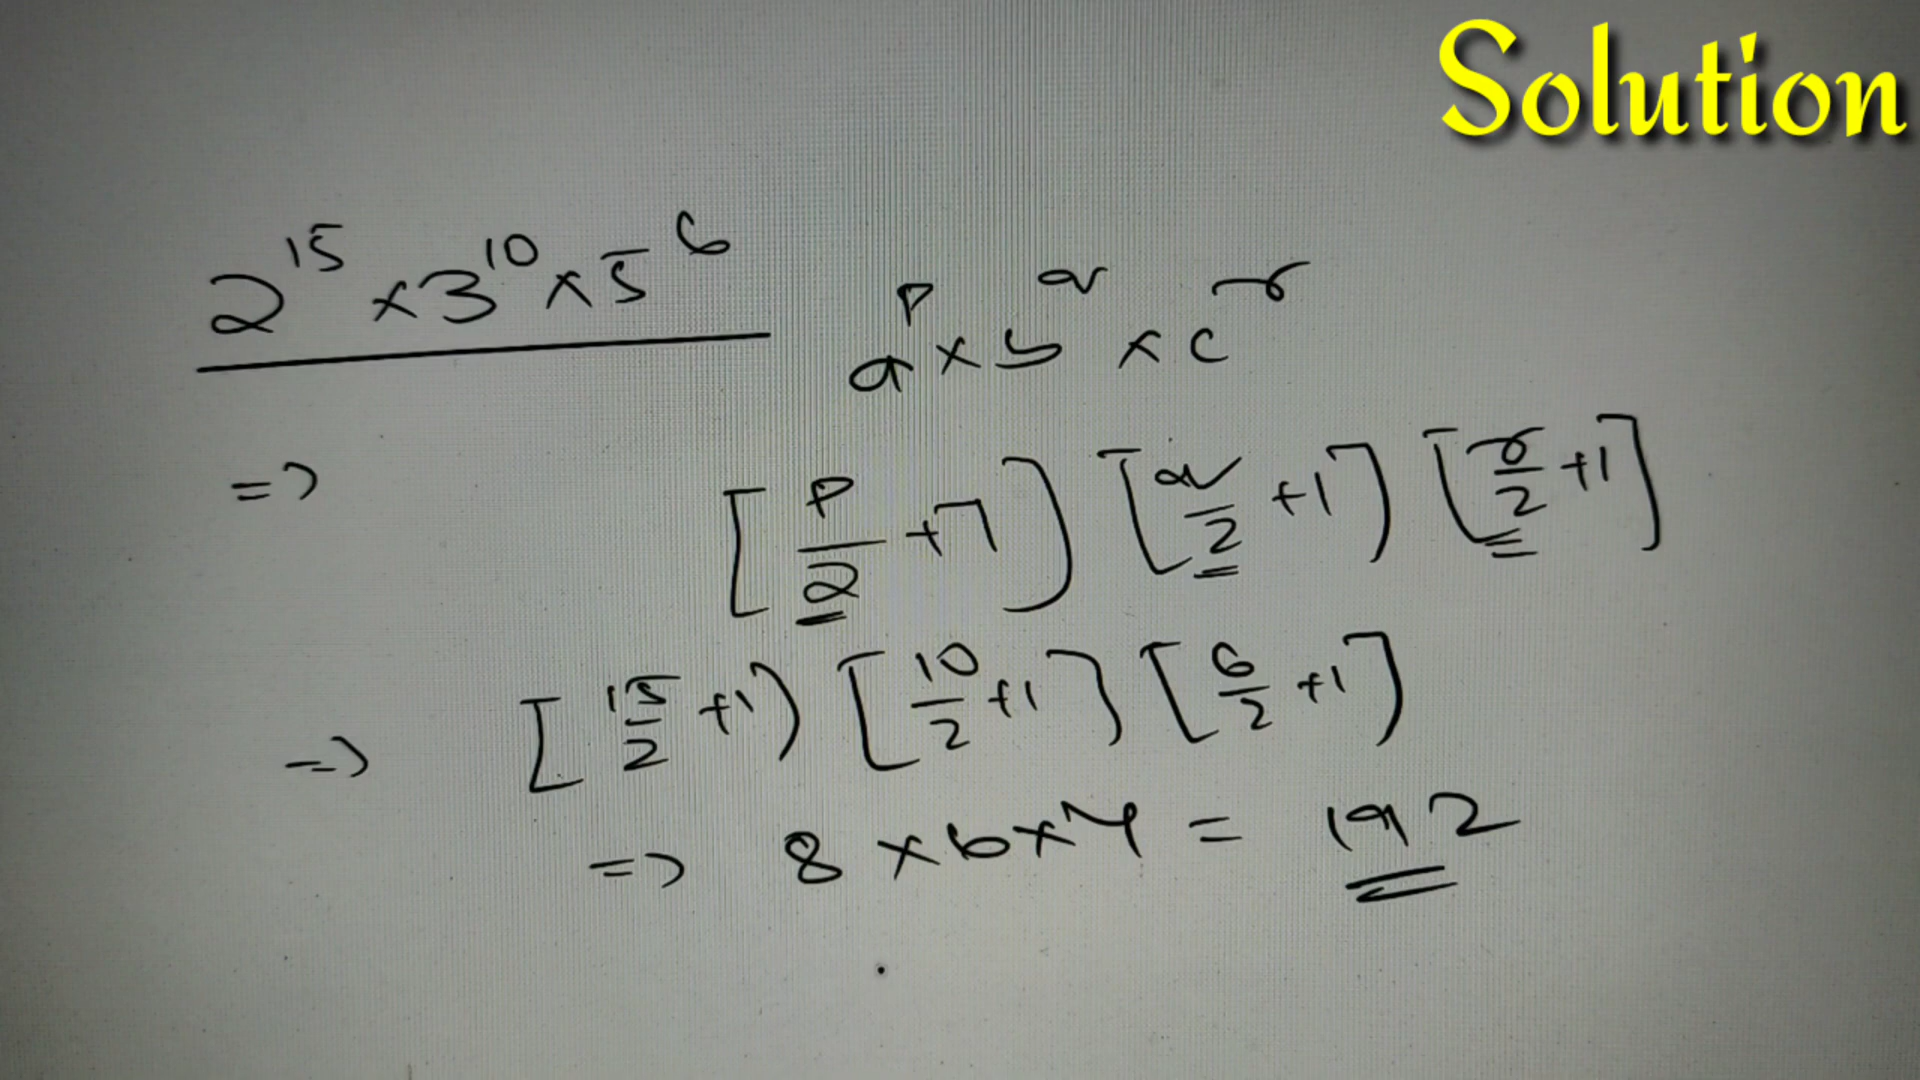 Solution
2^15 × 3^10 × 5^6
a^p × b^q × c^r
=> [p/2 + 1] [q/2 + 1] [r/2 + 1]
=> [15/2 + 1] [10/2 + 1] [6/2 + 1]
=> 8 × 6 × 4 = 192